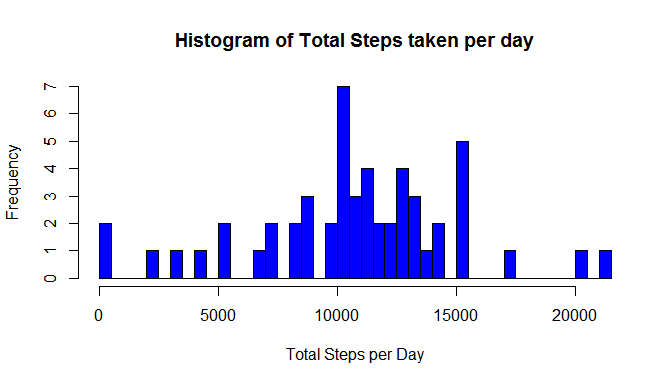 Histogram of Total Steps taken per day
Frequency
7
6
5
4
3
2
1
0
0 5000 10000 15000 20000
Total Steps per Day